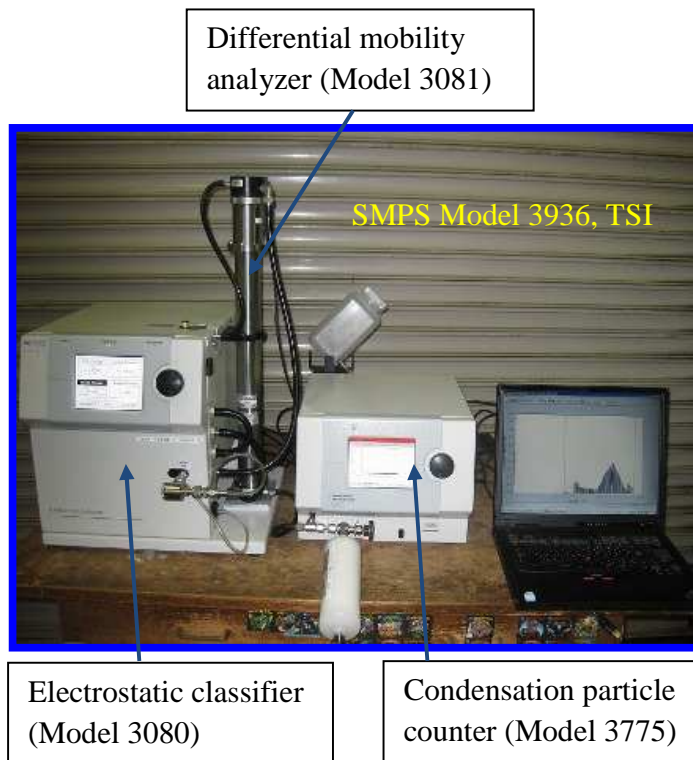 Differential mobility
analyzer (Model 3081)
SMPS Model 3936, TSI
Electrostatic classifier
(Model 3080)
Condensation particle
counter (Model 3775)